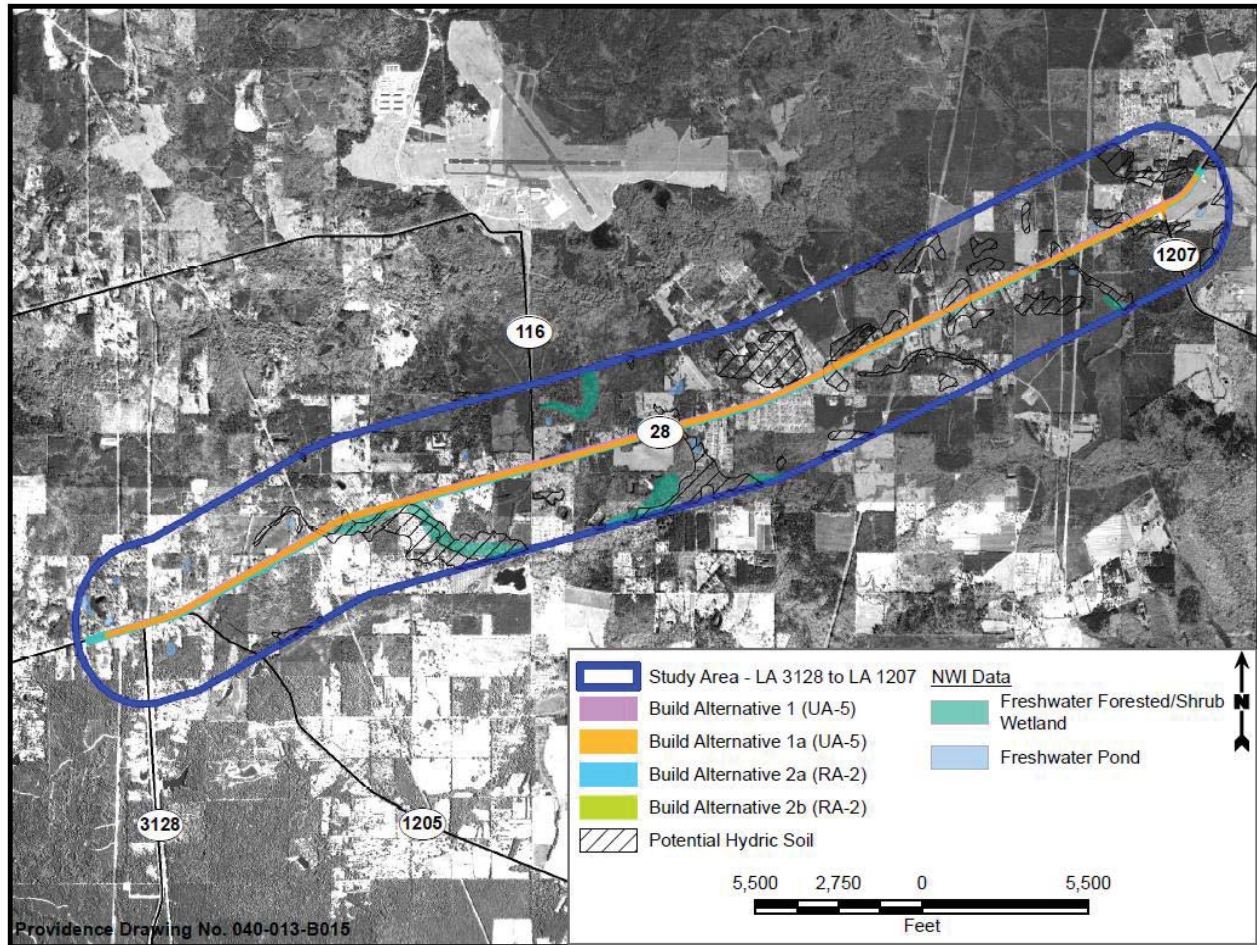 116
1207
28
3128
1205
Study Area - LA 3128 to LA 1207
Build Alternative 1 (UA-5)
Build Alternative 1a (UA-5)
Build Alternative 2a (RA-2)
Build Alternative 2b (RA-2)
Potential Hydric Soil
NWI Data
Freshwater Forested/Shrub
Wetland
Freshwater Pond
N
5,500 2,750 0 5,500
Feet
Providence Drawing No. 040-013-B015